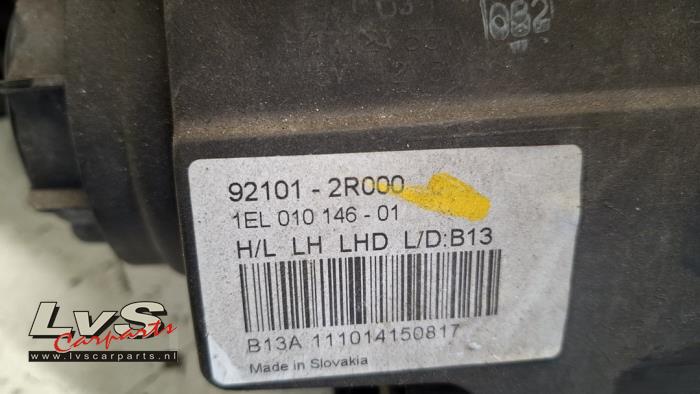 082
92101 - 2R000
1EL 010 146 - 01
H/L LH LHD L/D:B13
B13A 111014150817
Made in Slovakia
LvS
Carparts
www.lvscarparts.nl